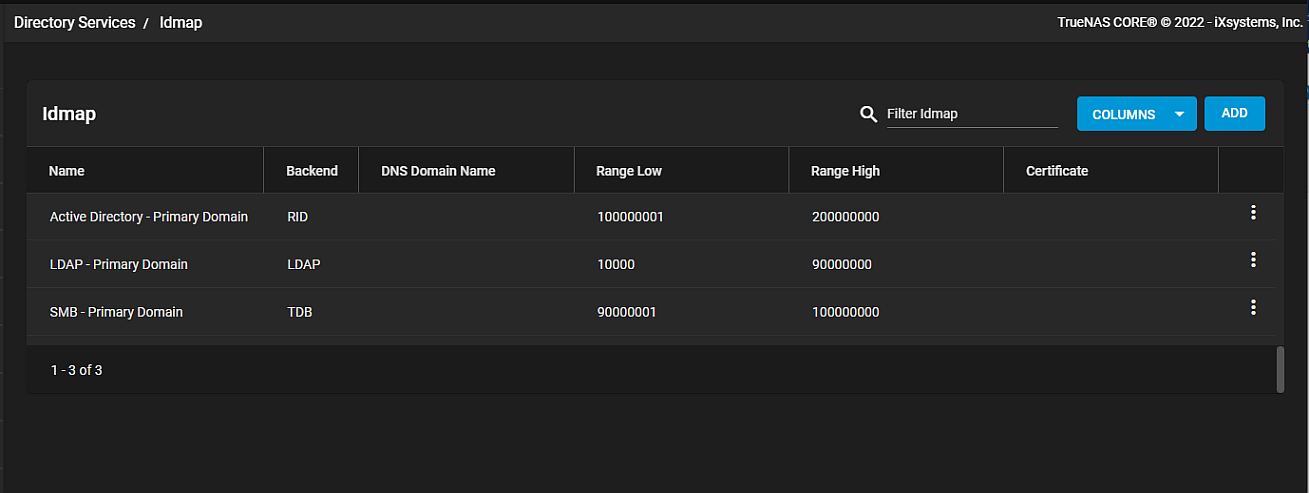 Directory Services / Idmap
TrueNAS CORE® © 2022 - iXsystems, Inc.
Idmap
Filter Idmap
COLUMNS
ADD
Name Backend DNS Domain Name Range Low Range High Certificate
Active Directory - Primary Domain RID 100000001 200000000
LDAP - Primary Domain LDAP 10000 90000000
SMB - Primary Domain TDB 90000001 100000000
1 - 3 of 3